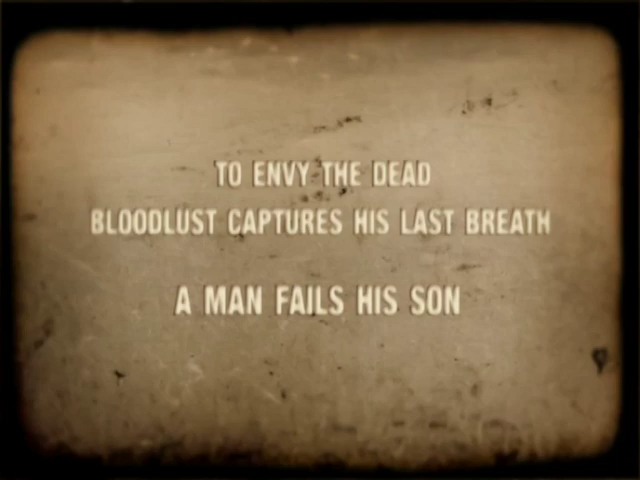 TO ENVY THE DEAD
BLOODLUST CAPTURES HIS LAST BREATH
A MAN FAILS HIS SON